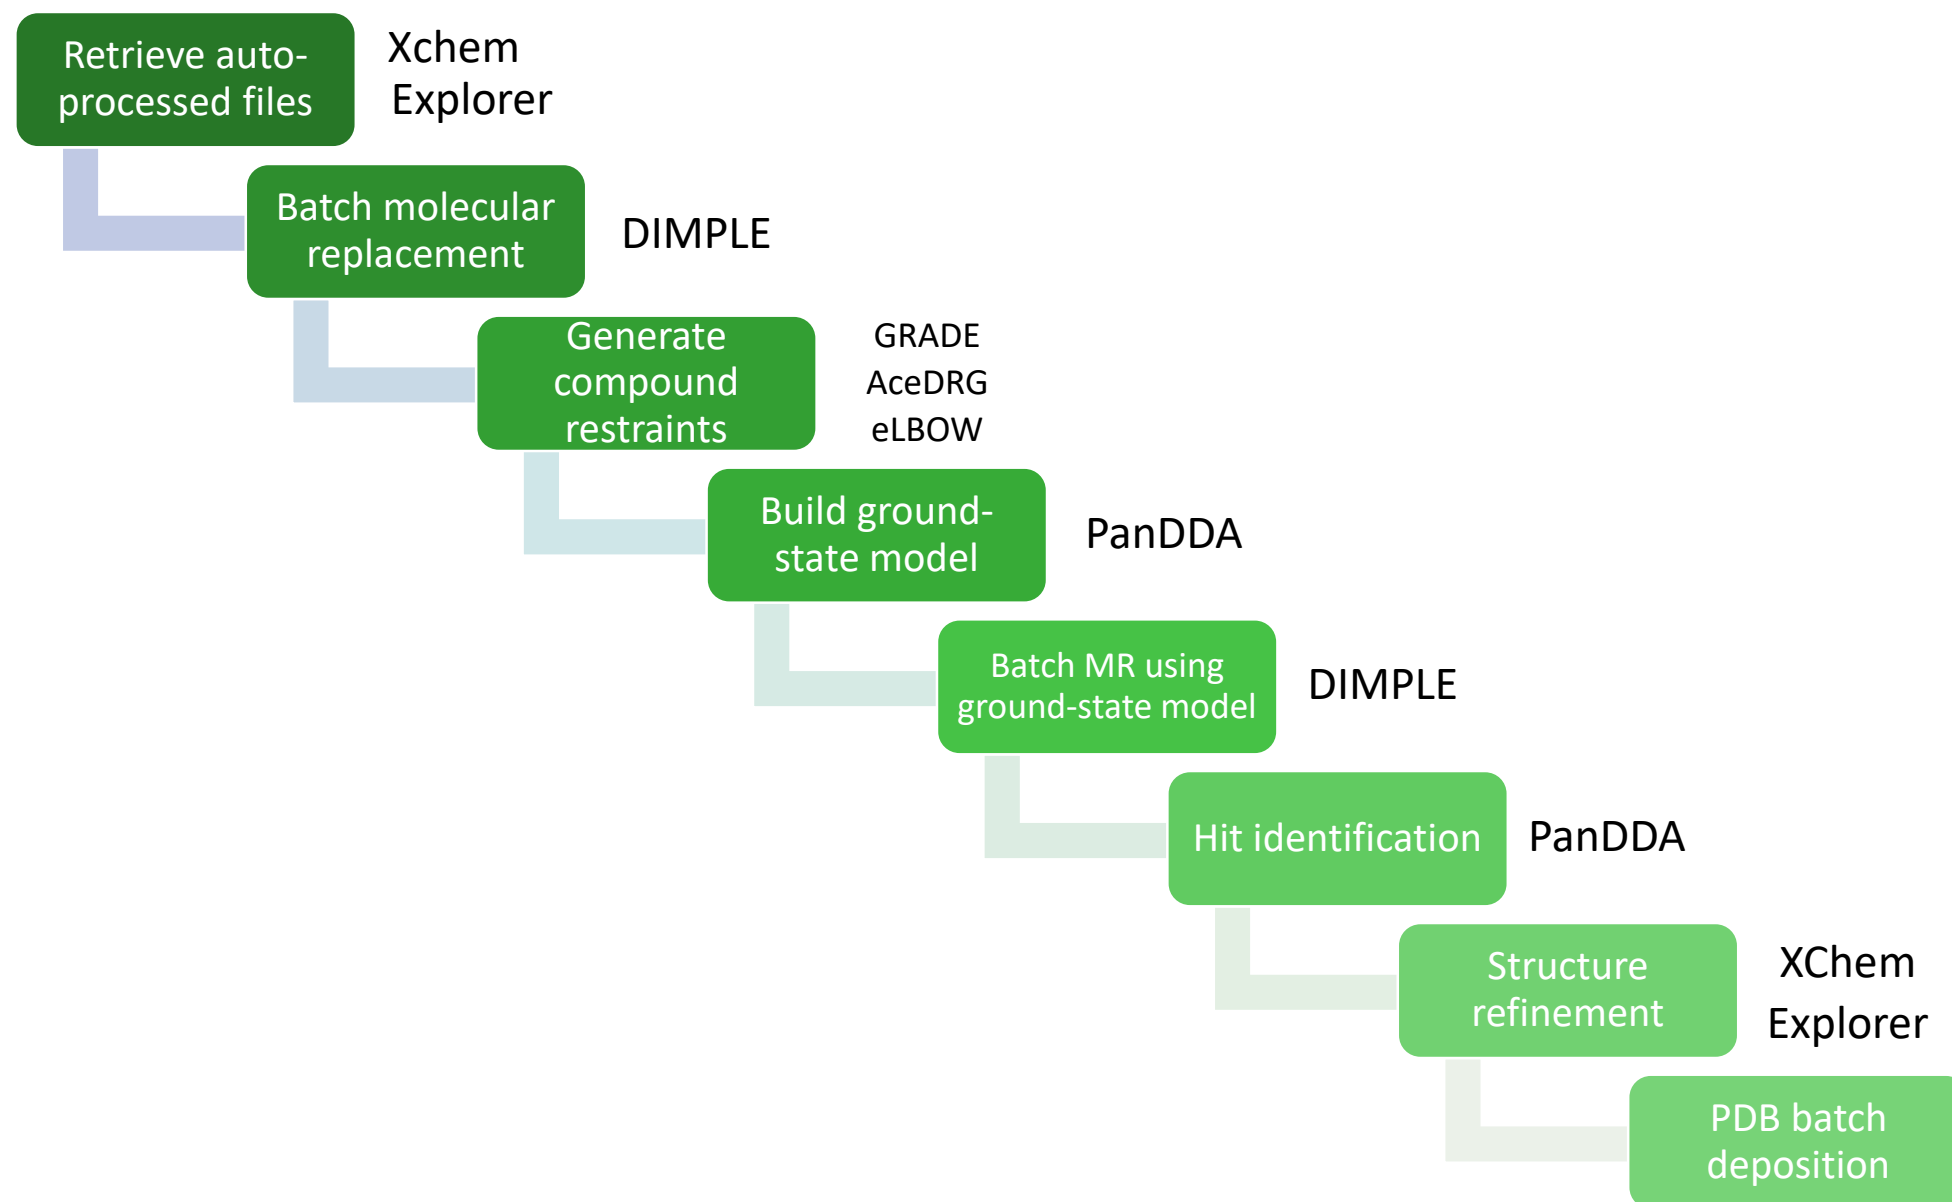 Retrieve auto-
processed files
Xchem
Explorer
Batch molecular
replacement
DIMPLE
Generate
compound
restraints
GRADE
AceDRG
eLBOW
Build ground-
state model
PanDDA
Batch MR using
ground-state model
DIMPLE
Hit identification
PanDDA
Structure
refinement
XChem
Explorer
PDB batch
deposition